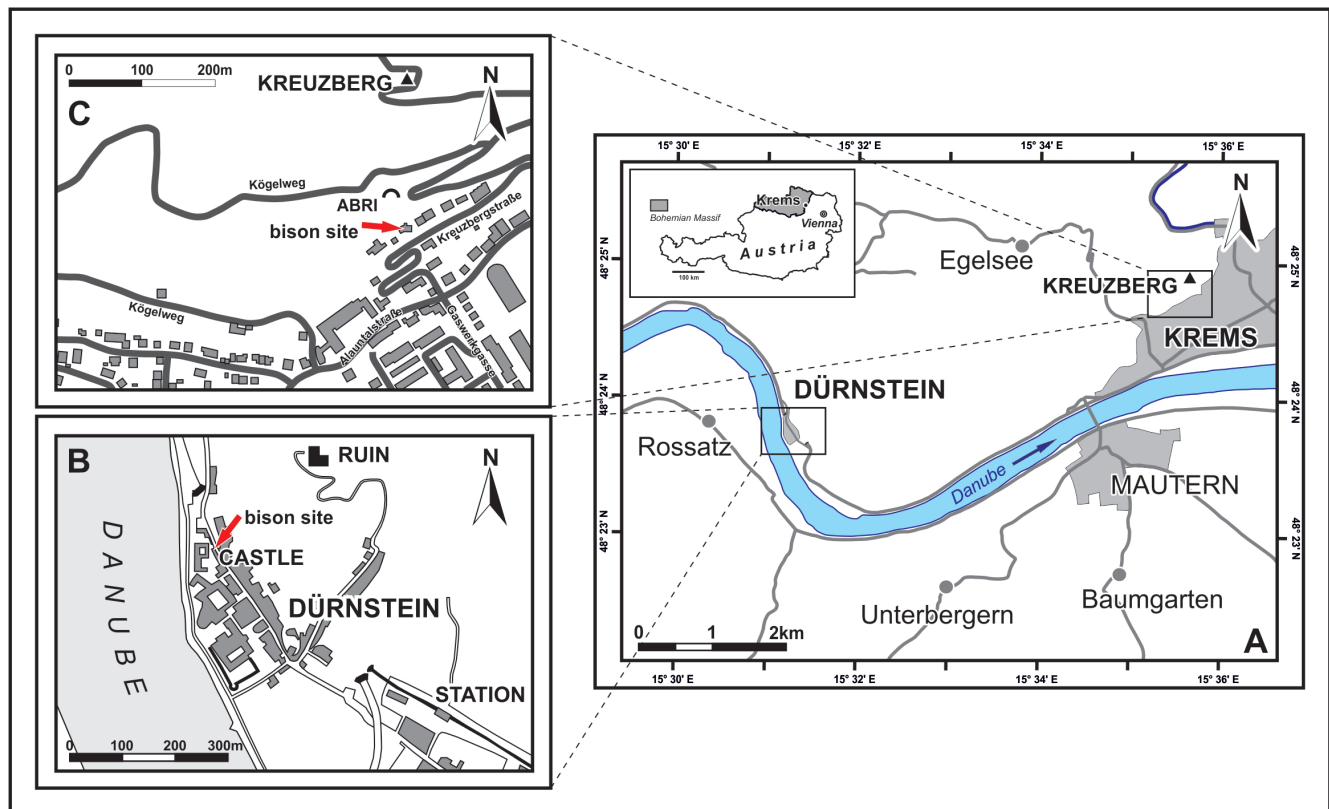 0 100 200m
KREUZBERG
N
C
Kögelweg
ABRI
Kreuzbergstraße
bison site
Kögelweg
Alauntalstraße
Gaswerkgasse
B
RUIN
N
bison site
CASTLE
DANUBE
DÜRNSTEIN
STATION
0 100 200 300m
15° 30' E
15° 32' E
15° 34' E
15° 36' E
Krems
Bohemian Massif
Vienna
Austria
100 km
N
Egelsee
48° 25' N
48° 25' N
KREUZBERG
KREMS
DÜRNSTEIN
48° 24' N
48° 24' N
Rossatz
Danube
MAUTERN
48° 23' N
48° 23' N
Unterbergern
Baumgarten
0 1 2km
A
15° 30' E
15° 32' E
15° 34' E
15° 36' E